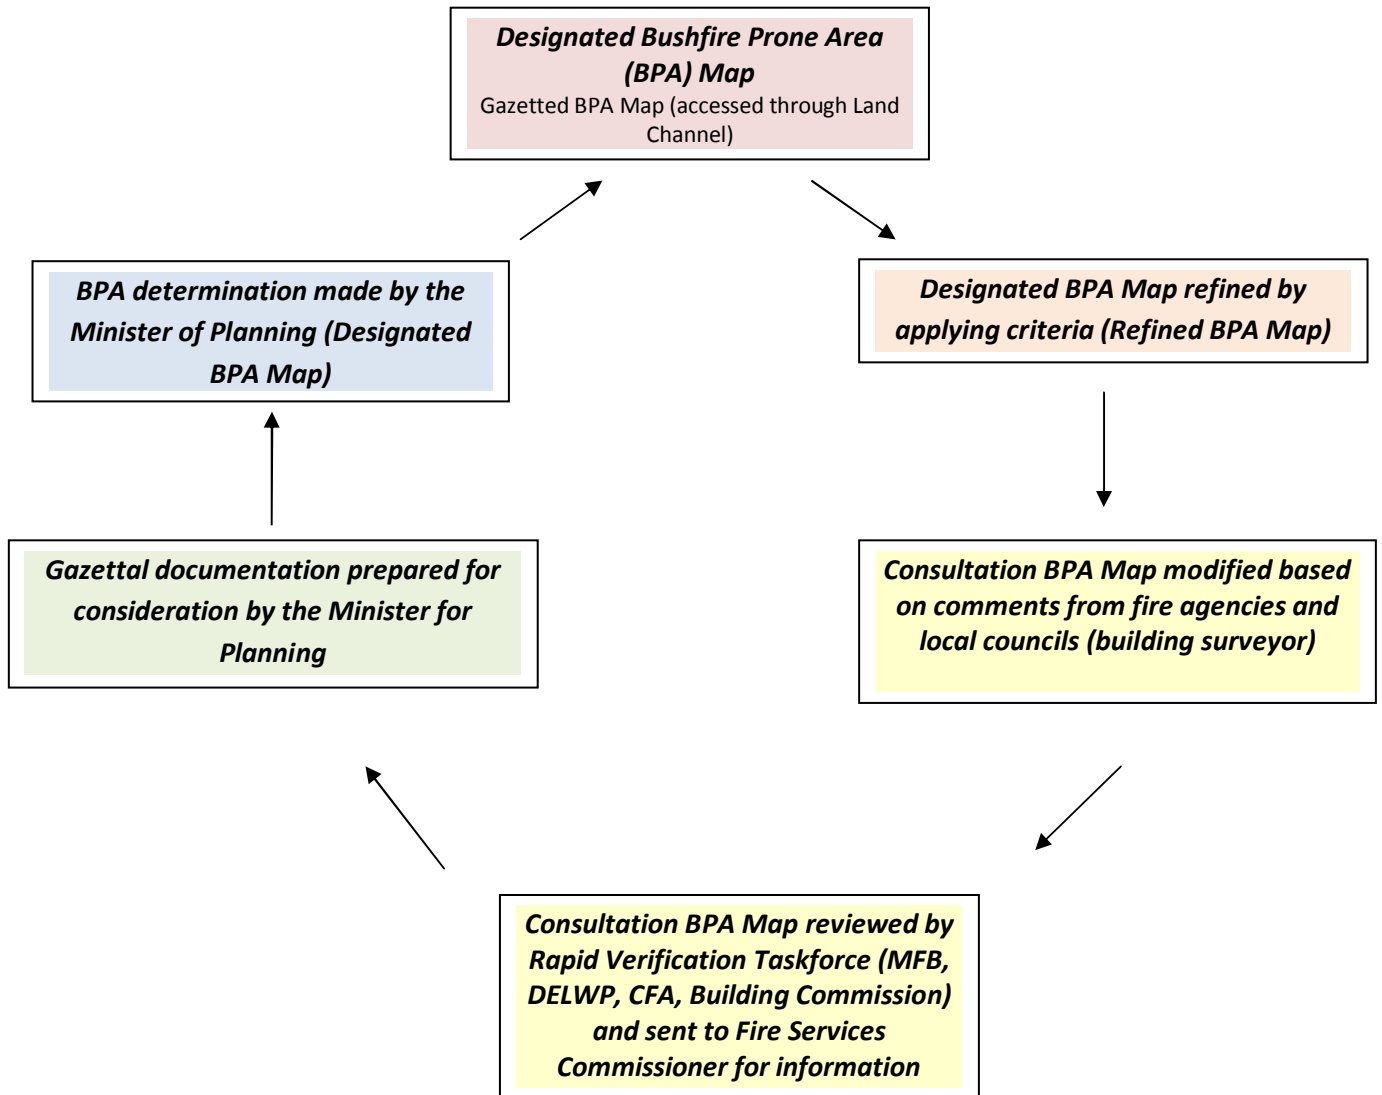 Designated Bushfire Prone Area
(BPA) Map
Gazetted BPA Map (accessed through Land
Channel)
BPA determination made by the
Minister of Planning (Designated
BPA Map)
Designated BPA Map refined by
applying criteria (Refined BPA Map)
Gazettal documentation prepared for
consideration by the Minister for
Planning
Consultation BPA Map modified based
on comments from fire agencies and
local councils (building surveyor)
Consultation BPA Map reviewed by
Rapid Verification Taskforce (MFB,
DELWP, CFA, Building Commission)
and sent to Fire Services
Commissioner for information